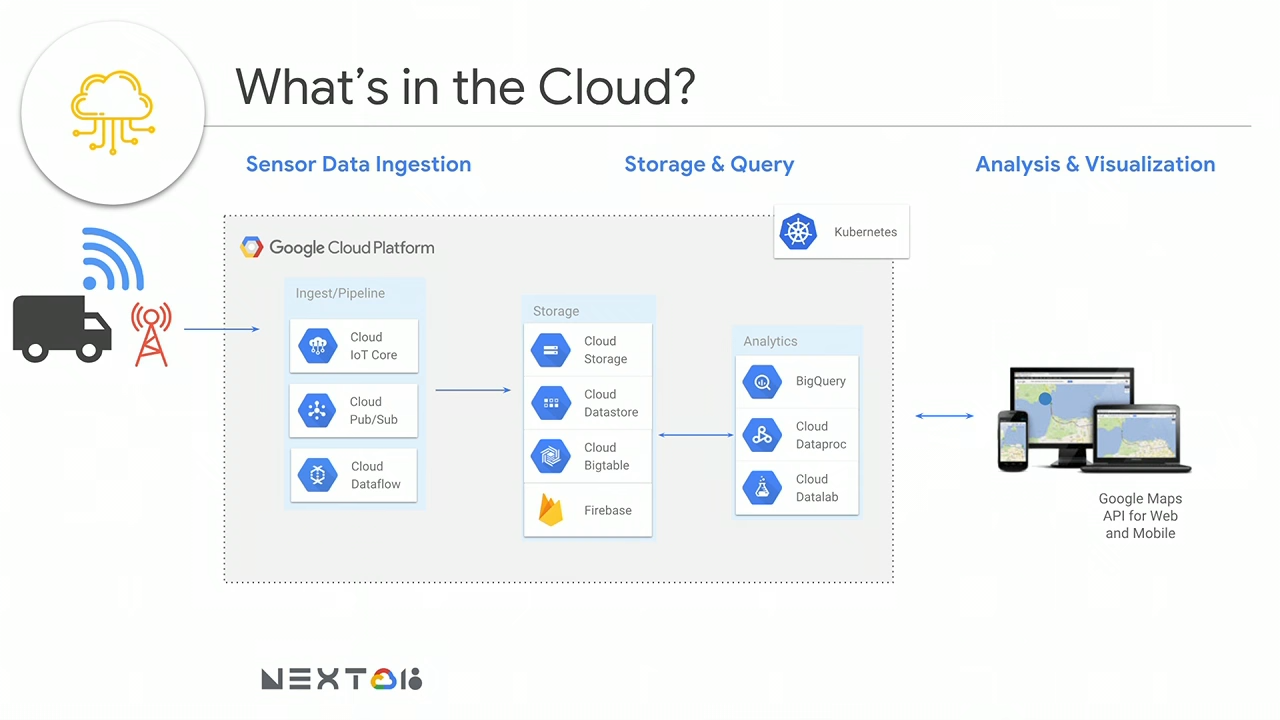 What's in the Cloud?
Sensor Data Ingestion
Storage & Query
Analysis & Visualization
Google Cloud Platform
Kubernetes
Ingest/Pipeline
Cloud
IoT Core
Cloud
Pub/Sub
Cloud
Dataflow
Storage
Cloud
Storage
Cloud
Datastore
Cloud
Bigtable
Firebase
Analytics
BigQuery
Cloud
Dataproc
Cloud
Datalab
Google Maps
API for Web
and Mobile
NEXT18